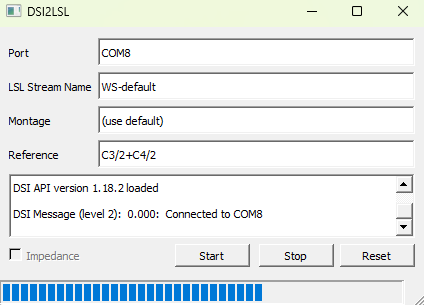 DSI2LSL
Port COM8
LSL Stream Name WS-default
Montage (use default)
Reference C3/2+C4/2
DSI API version 1.18.2 loaded
DSI Message (level 2): 0.000: Connected to COM8
Impedance Start Stop Reset